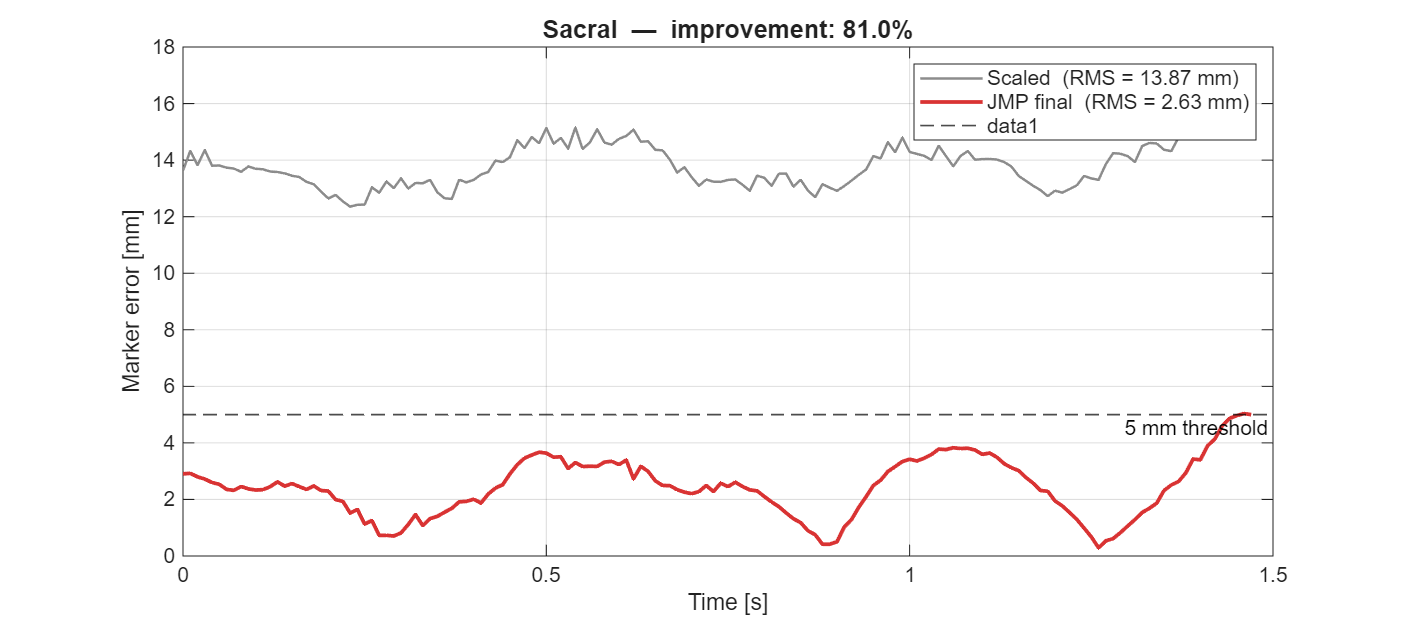 Sacral — improvement: 81.0%
Scaled (RMS = 13.87 mm)
JMP final (RMS = 2.63 mm)
data1
18
16
14
12
10
8
6
4
2
0
Marker error [mm]
5 mm threshold
0
0.5
1
1.5
Time [s]